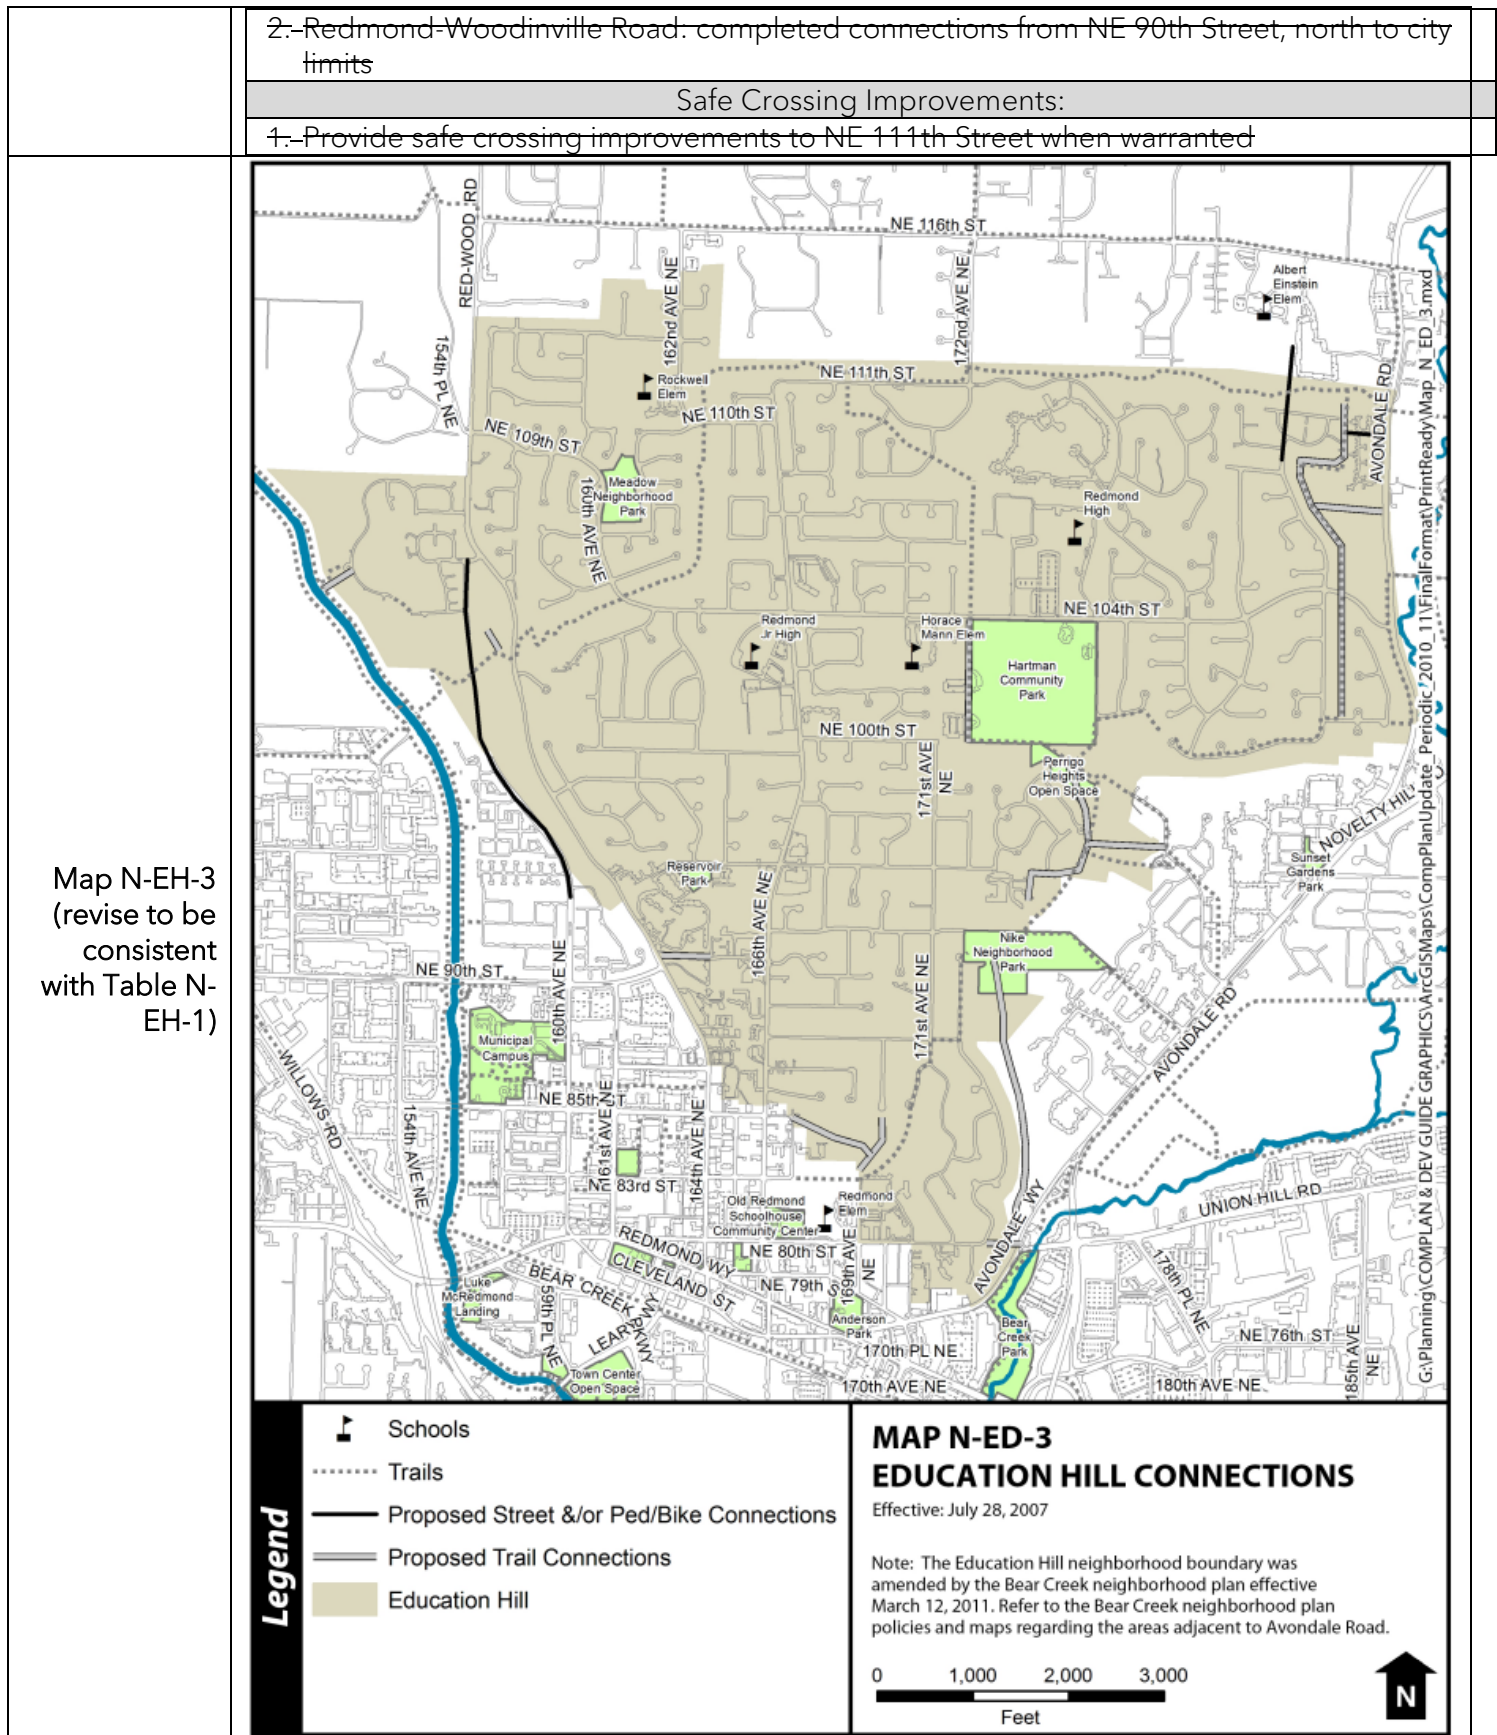 2. Redmond-Woodinville Road: completed connections from NE 90th Street, north to city
limits
Safe Crossing Improvements:
1. Provide safe crossing improvements to NE 111th Street when warranted
Map N-EH-3
(revise to be
consistent
with Table N-
EH-1)
RED-WOOD RD
NE 116th ST
162nd AVE NE
172nd AVE NE
Albert
Einstein
Elem
154th PL NE
Rockwell
Elem
NE 111th ST
NE 110th ST
NE 109th ST
AVONDALE RD
Meadow
Neighborhood
Park
160th AVE NE
Redmond
High
NE 104th ST
Redmond
Jr High
Horace
Mann Elem
Hartman
Community
Park
NE 100th ST
171st AVE
NE
Perrigo
Heights
Open Space
NOVELTY HILL
Sunset
Gardens
Park
Reservoir
Park
166th AVE NE
Nike
Neighborhood
Park
NE 90th ST
160th AVE NE
171st AVE NE
AVONDALE RD
Municipal
Campus
WILLOWS RD
NE 85th ST
154th AVE NE
161st AVE NE
164th AVE NE
NE 83rd ST
Old Redmond
Schoolhouse
Community Center
Redmond
Elem
AVONDALE WY
UNION HILL RD
REDMOND WY
CLEVELAND ST
NE 80th ST
NE 79th S
169th AVE
NE
BEAR CREEK PKWY
LEARY WY
Luke
McRedmond
Landing
59th PL NE
Anderson
Park
Bear
Creek
Park
178th PL NE
NE 76th ST
185th AVE
NE
170th PL NE
Town Center
Open Space
170th AVE NE
180th AVE NE
G:\Planning\COMPLAN & DEV GUIDE GRAPHICS\ArcGISMaps\CompPlanUpdate_Periodic_2010_11\FinalFormat\PrintReady\Map_N_ED_3.mxd
Legend
Schools
Trails
Proposed Street &/or Ped/Bike Connections
Proposed Trail Connections
Education Hill
MAP N-ED-3
EDUCATION HILL CONNECTIONS
Effective: July 28, 2007
Note: The Education Hill neighborhood boundary was
amended by the Bear Creek neighborhood plan effective
March 12, 2011. Refer to the Bear Creek neighborhood plan
policies and maps regarding the areas adjacent to Avondale Road.
0 1,000 2,000 3,000
Feet
N